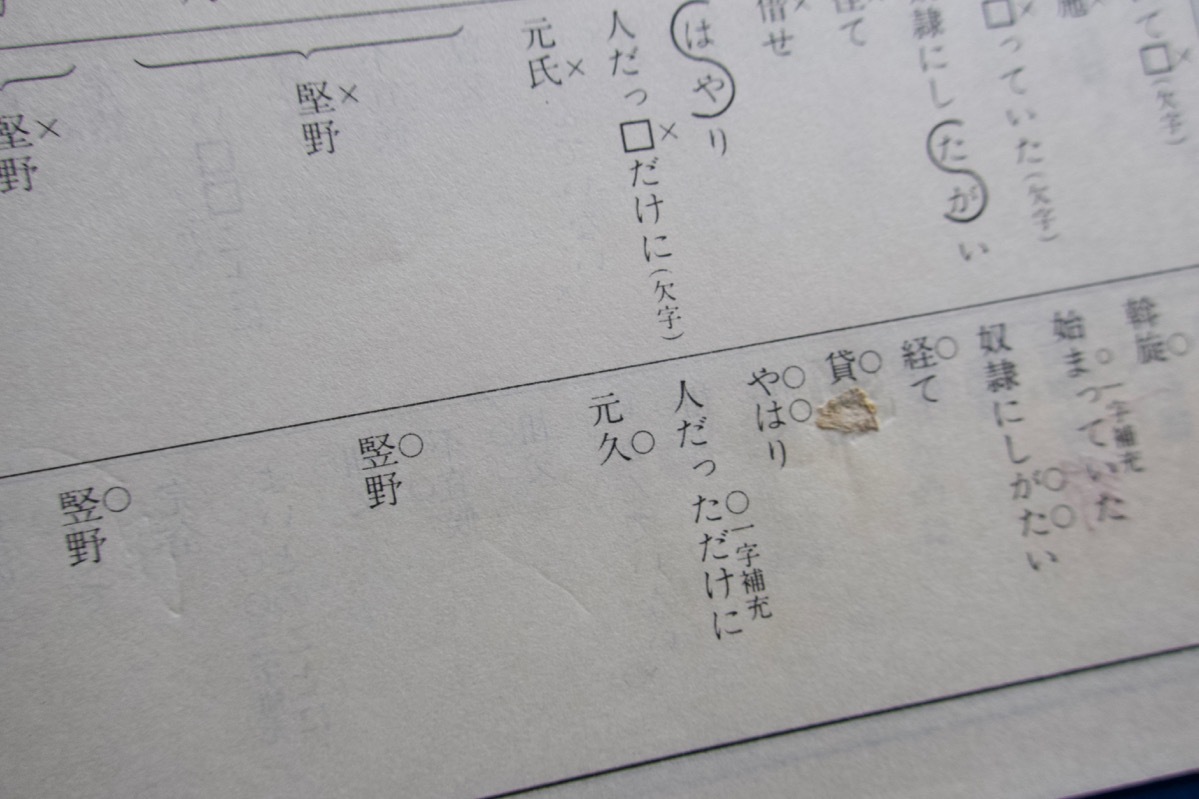 て□(欠字)
□っていた(欠字)
隷にしたがい
て
借せ
はやり
人だっ□だけに(欠字)
元氏
堅野
堅野
斡旋
一字補充
始まっていた
奴隷にしがたい
経て
貸
やはり
一字補充
人だっただけに
元久
竪野
竪野